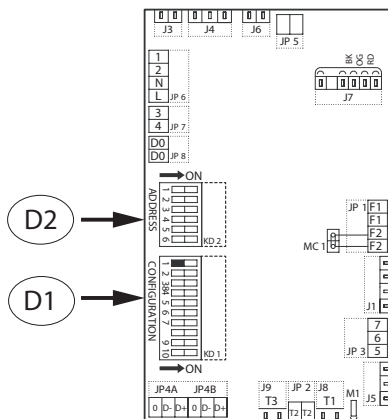 J3 J4 J6
JP 5
BK OG RD
J7
1
2
N
L JP 6
3
4 JP 7
D0
D0 JP 8
ON
D2
ADDRESS
1 2 3 4 5 6
KD 2
JP 1
F1
F1
F2
F2
MC 1
D1
CONFIGURATION
1 2 3 4 5 6 7 9 10
KD 1
J1
7
6
5
JP 3
ON
JP4A JP4B
0 D- D+ 0 D- D+
J9 JP 2 J8 M1
T3 T2 T2 T1
J5